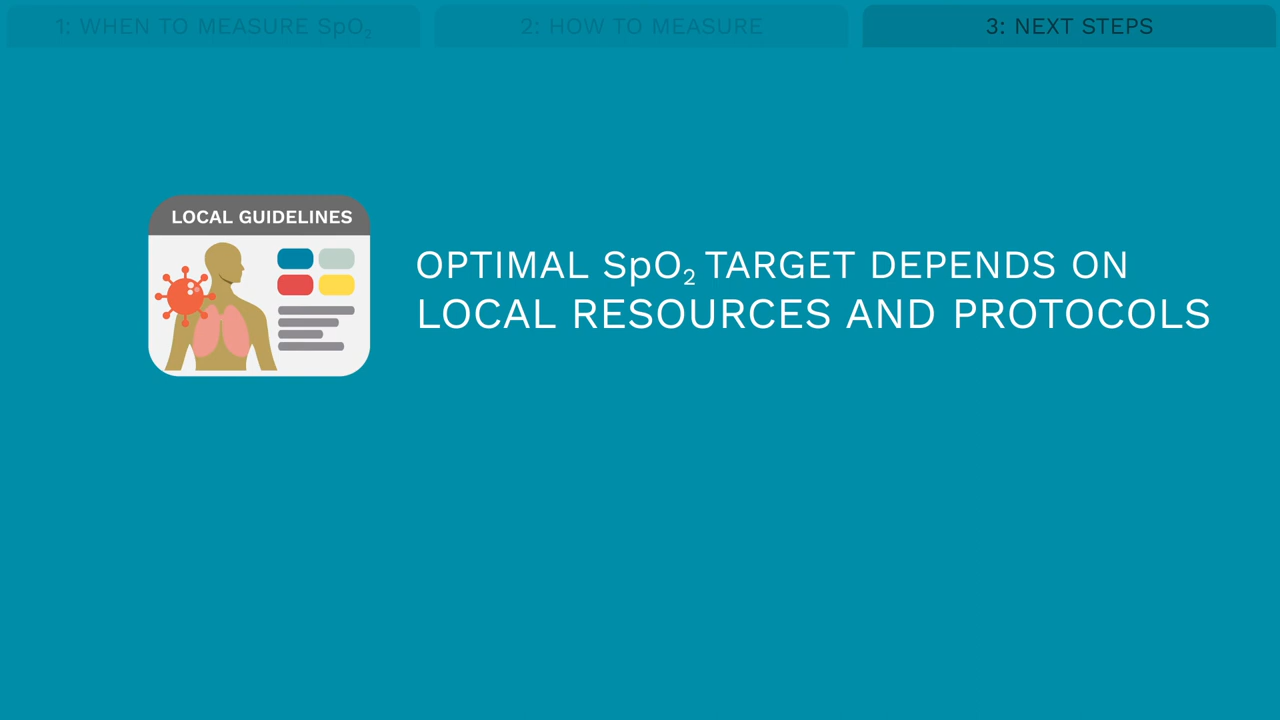 1: WHEN TO MEASURE SpO₂
2: HOW TO MEASURE
3: NEXT STEPS
LOCAL GUIDELINES
OPTIMAL SpO₂ TARGET DEPENDS ON
LOCAL RESOURCES AND PROTOCOLS